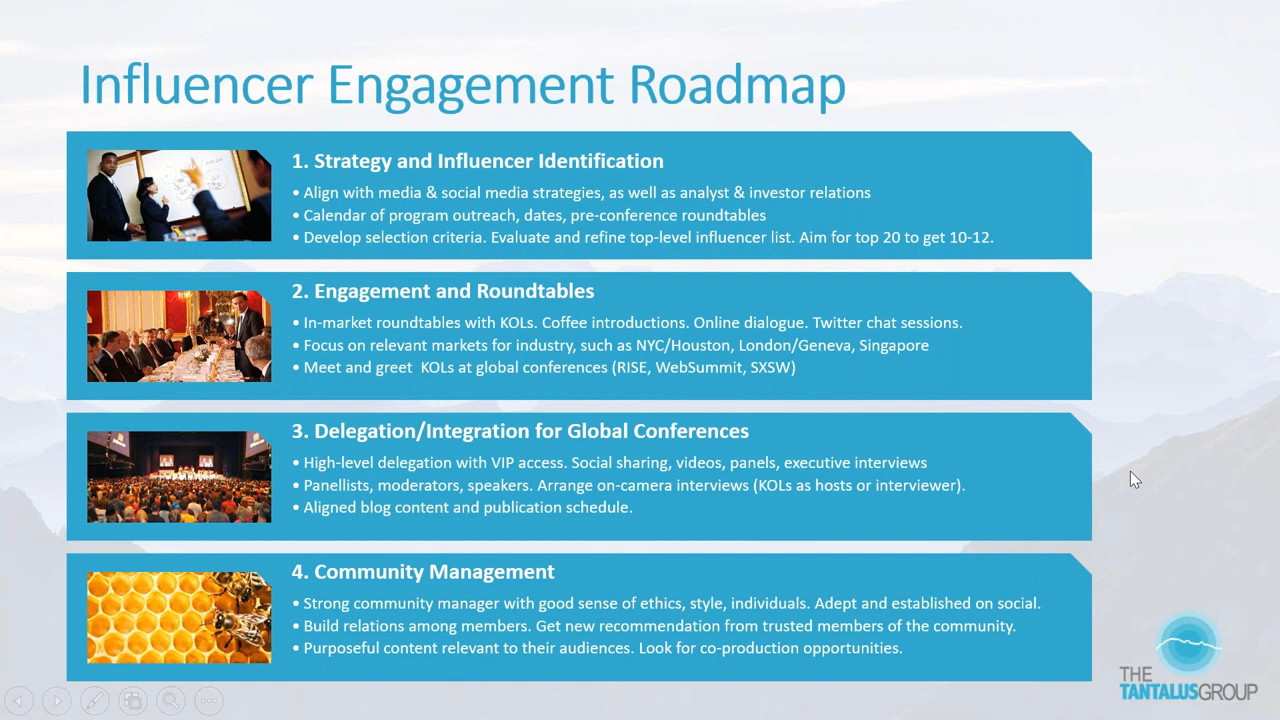 Influencer Engagement Roadmap
1. Strategy and Influencer Identification
• Align with media & social media strategies, as well as analyst & investor relations
• Calendar of program outreach, dates, pre-conference roundtables
• Develop selection criteria. Evaluate and refine top-level influencer list. Aim for top 20 to get 10-12.
2. Engagement and Roundtables
• In-market roundtables with KOLs. Coffee introductions. Online dialogue. Twitter chat sessions.
• Focus on relevant markets for industry, such as NYC/Houston, London/Geneva, Singapore
• Meet and greet  KOLs at global conferences (RISE, WebSummit, SXSW)
3. Delegation/Integration for Global Conferences
• High-level delegation with VIP access. Social sharing, videos, panels, executive interviews
• Panellists, moderators, speakers. Arrange on-camera interviews (KOLs as hosts or interviewer).
• Aligned blog content and publication schedule.
4. Community Management
• Strong community manager with good sense of ethics, style, individuals. Adept and established on social.
• Build relations among members. Get new recommendation from trusted members of the community.
• Purposeful content relevant to their audiences. Look for co-production opportunities.
THE
TANTALUSGROUP